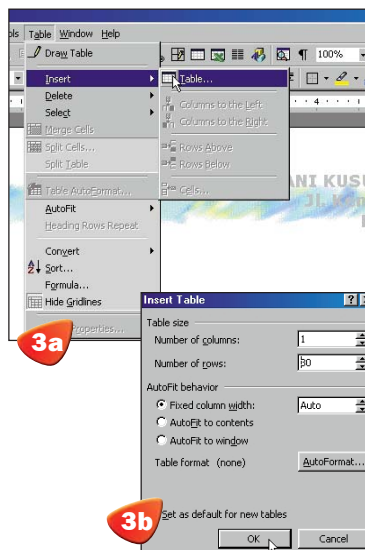 Table Window Help
Draw Table
100%
Insert
Table...
Delete
Columns to the Left
Select
Columns to the Right
Merge Cells
Split Cells...
Rows Above
Split Table
Rows Below
Table AutoFormat...
Cells...
AutoFit
Heading Rows Repeat
Convert
Sort...
Formula...
Hide Gridlines
Properties...
3a
4
ANI KUSU
Jl.
Insert Table
Table size
Number of columns: 1
Number of rows: 30
AutoFit behavior
Fixed column width: Auto
AutoFit to contents
AutoFit to window
Table format (none) AutoFormat...
Set as default for new tables
3b
OK Cancel